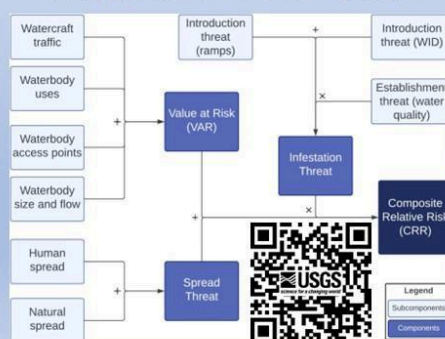 Watercraft
traffic
Waterbody
uses
Waterbody
access points
Waterbody
size and flow
Human
spread
Natural
spread
+
+
Value at Risk
(VAR)
+
Spread
Threat
Introduction
threat
(ramps)
+
Introduction
threat (WID)
×
Establishment
threat (water
quality)
Infestation
Threat
×
Composite
Relative Risk
(CRR)
USGS
science for a changing world
Legend
Subcomponents
Components